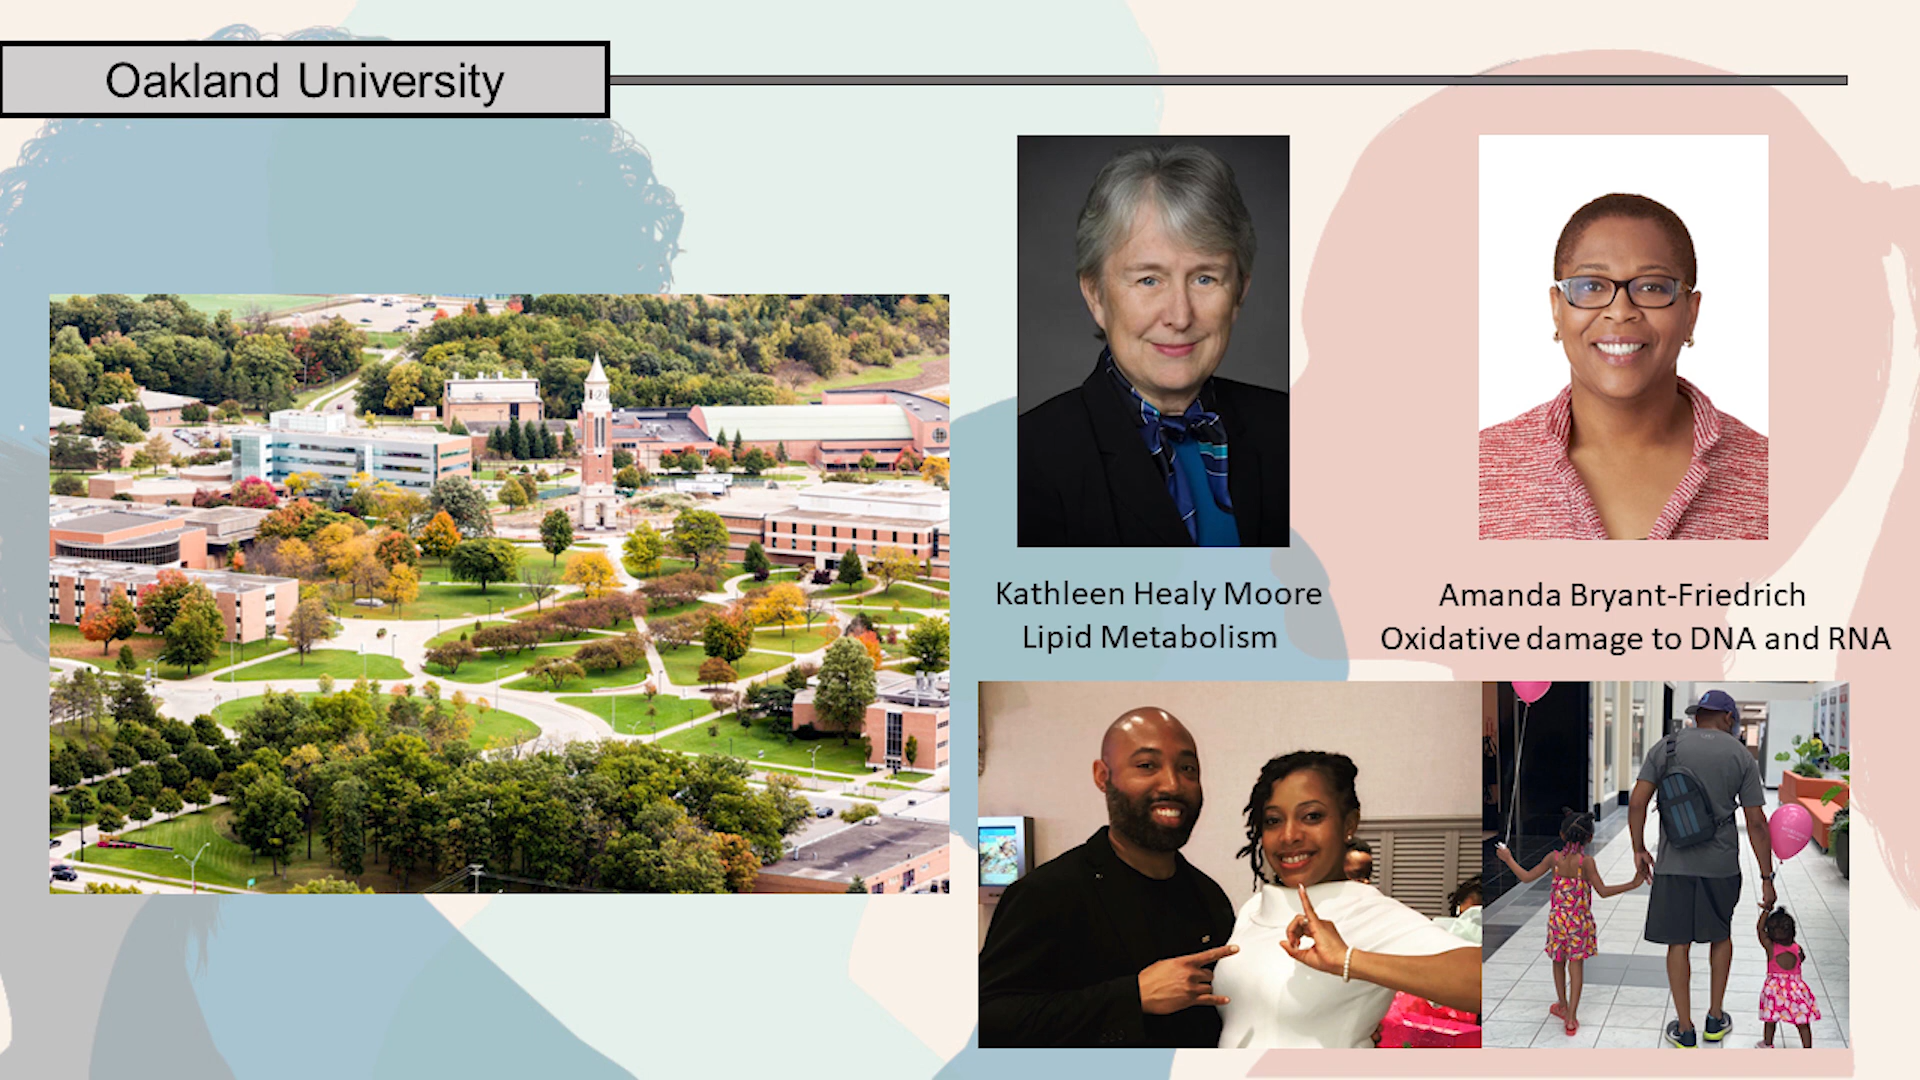 Oakland University
Kathleen Healy Moore
Lipid Metabolism
Amanda Bryant-Friedrich
Oxidative damage to DNA and RNA